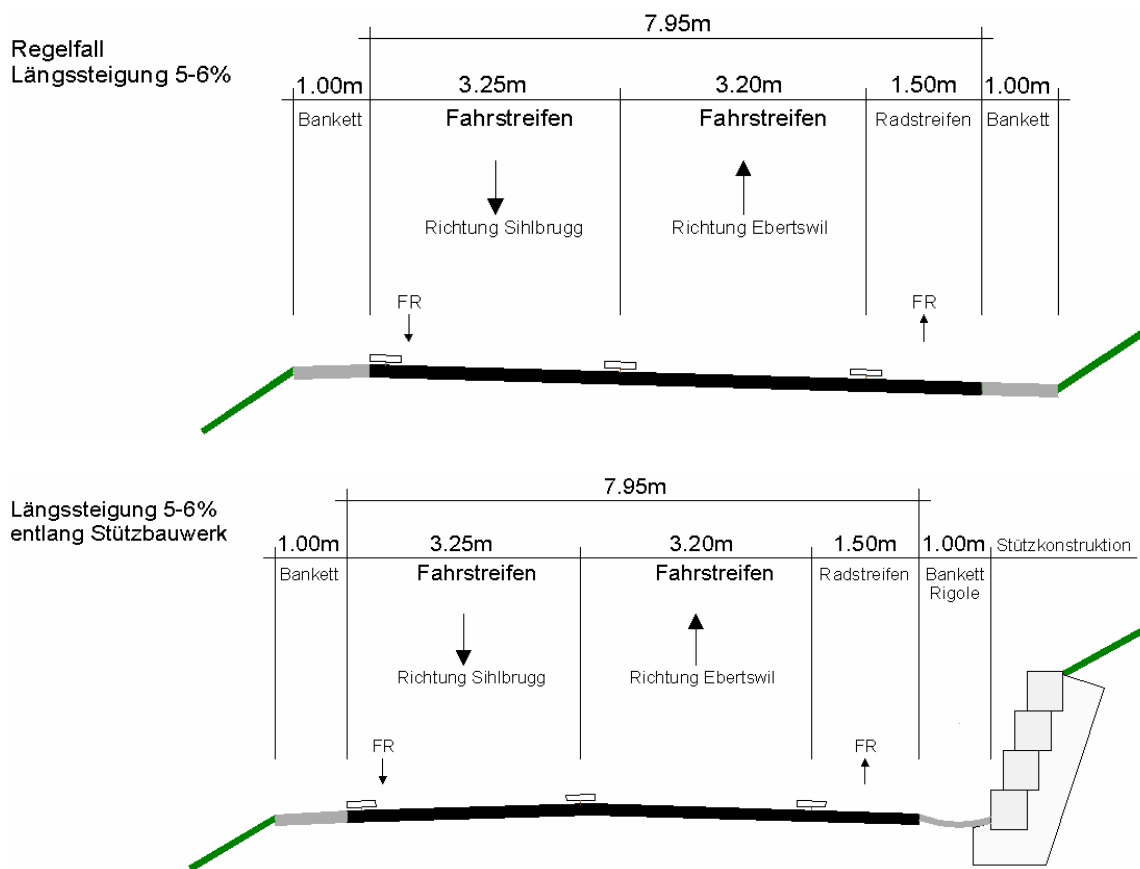 7.95m
Regelfall
Längssteigung 5-6%
1.00m 3.25m 3.20m 1.50m 1.00m
Bankett Fahrstreifen Fahrstreifen Radstreifen Bankett
Richtung Sihlbrugg Richtung Ebertswil
FR FR
7.95m
Längssteigung 5-6%
entlang Stützbauwerk
1.00m 3.25m 3.20m 1.50m 1.00m Stützkonstruktion
Bankett Fahrstreifen Fahrstreifen Radstreifen Bankett
Rigole
Richtung Sihlbrugg Richtung Ebertswil
FR FR